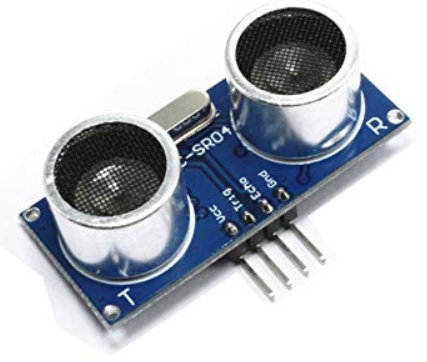 C-SR04
R
Vcc
Trig
Echo
Gnd
T